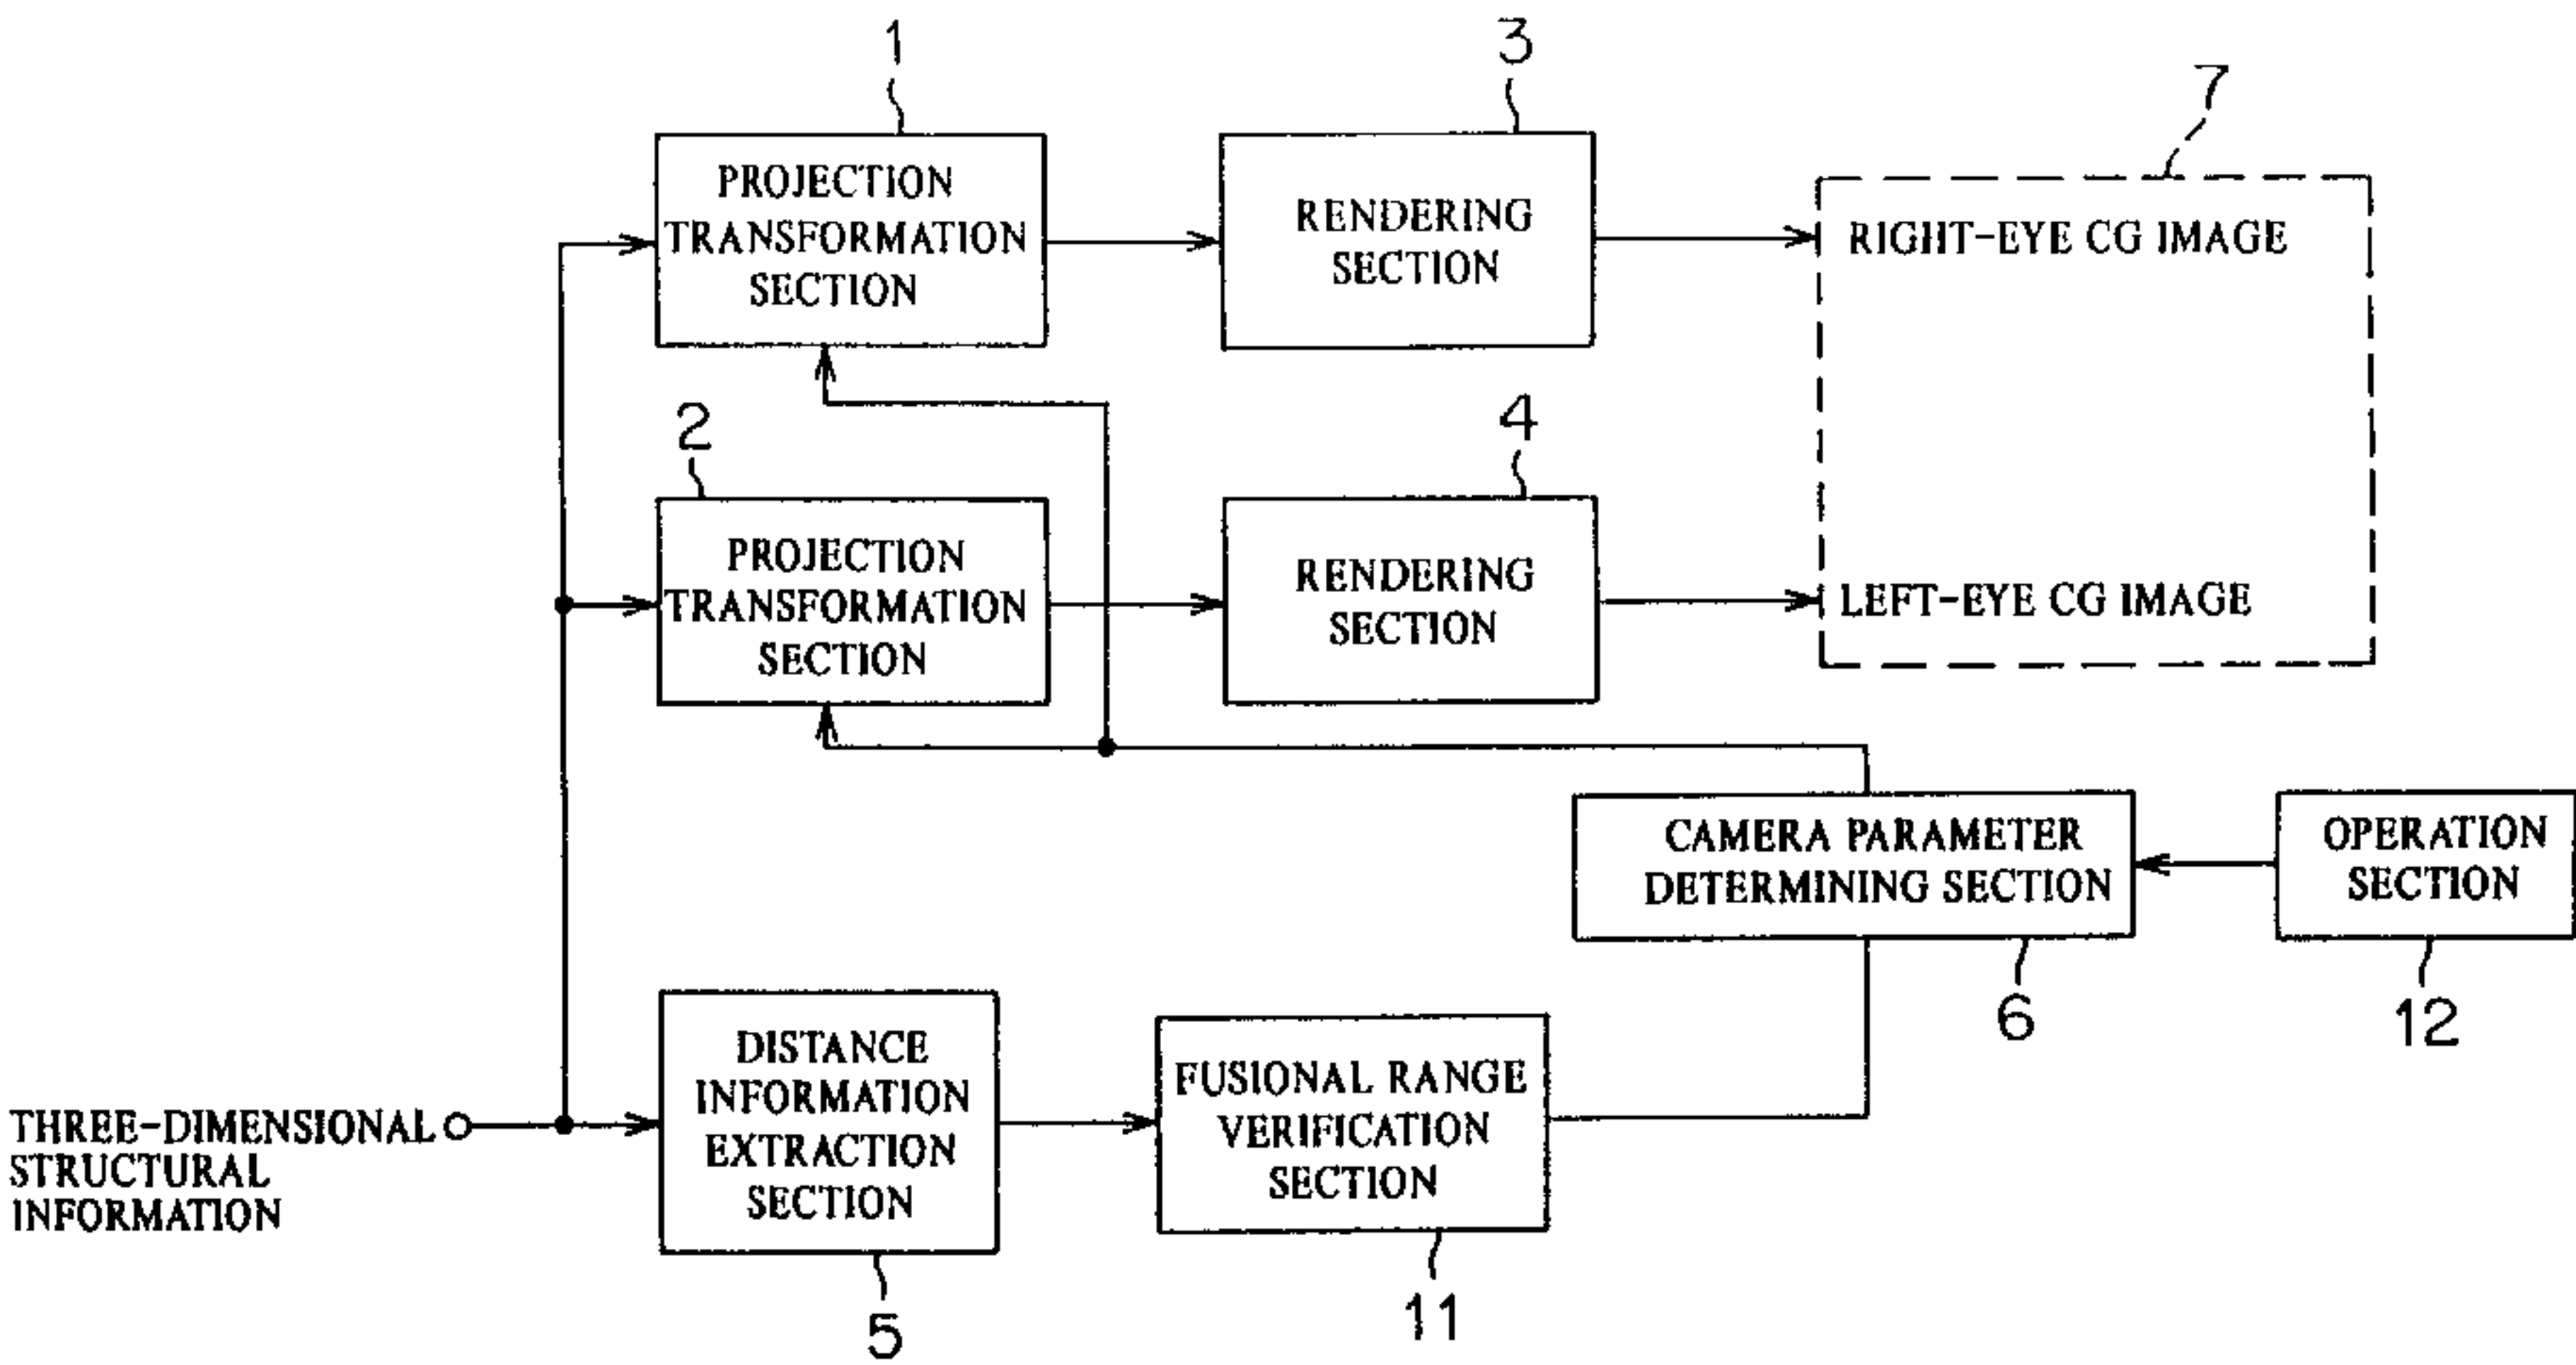 1
3
7
PROJECTION
TRANSFORMATION
SECTION
RENDERING
SECTION
RIGHT-EYE CG IMAGE
2
4
PROJECTION
TRANSFORMATION
SECTION
RENDERING
SECTION
LEFT-EYE CG IMAGE
CAMERA PARAMETER
DETERMINING SECTION
OPERATION
SECTION
6
12
THREE-DIMENSIONAL
STRUCTURAL
INFORMATION
DISTANCE
INFORMATION
EXTRACTION
SECTION
FUSIONAL RANGE
VERIFICATION
SECTION
5
11